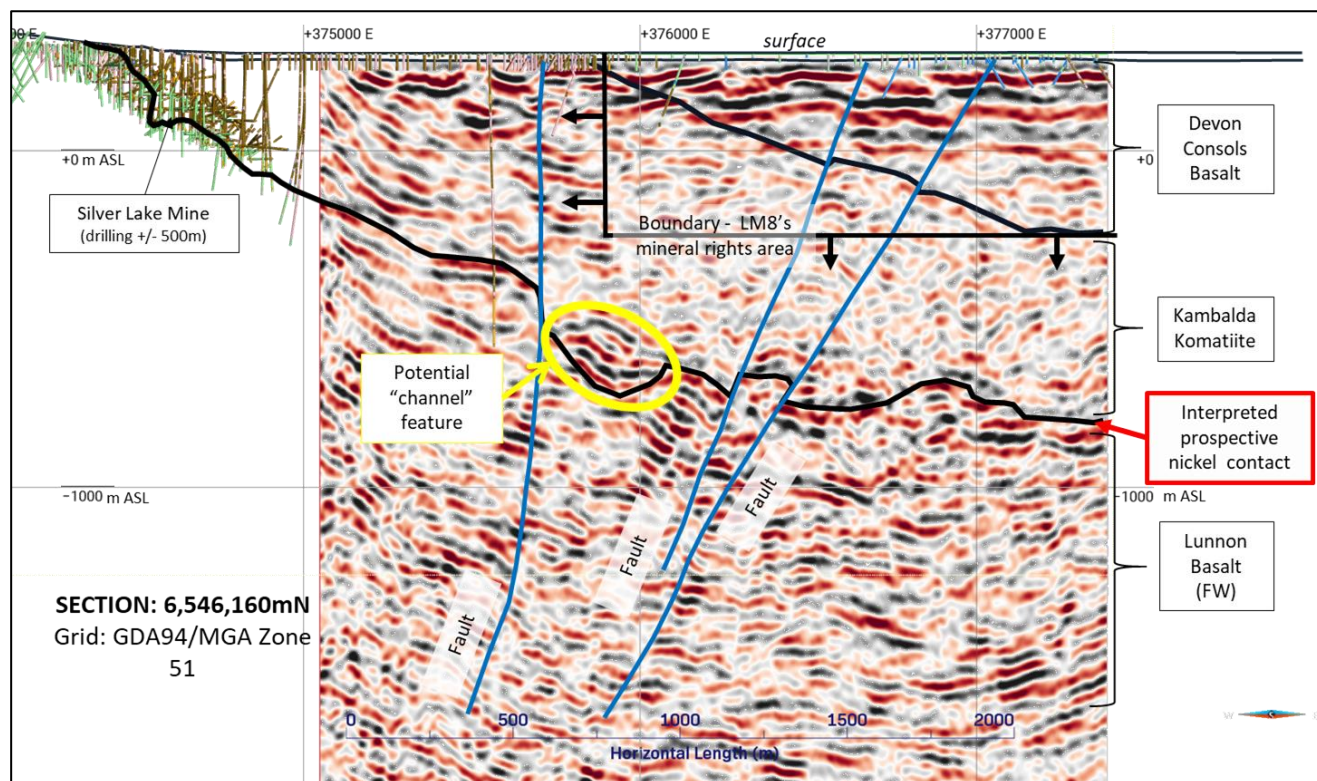 00 E
+375000 E
+376000 E
+377000 E
surface
+0 m ASL
+0
Devon
Consols
Basalt
Silver Lake Mine
(drilling +/- 500m)
Boundary - LM8's
mineral rights area
Kambalda
Komatiite
Potential
"channel"
feature
Interpreted
prospective
nickel contact
−1000 m ASL
-1000 m ASL
Fault
Fault
Fault
Lunnon
Basalt
(FW)
SECTION: 6,546,160mN
Grid: GDA94/MGA Zone
51
0 500 1000 1500 2000
Horizontal Length (m)
W E